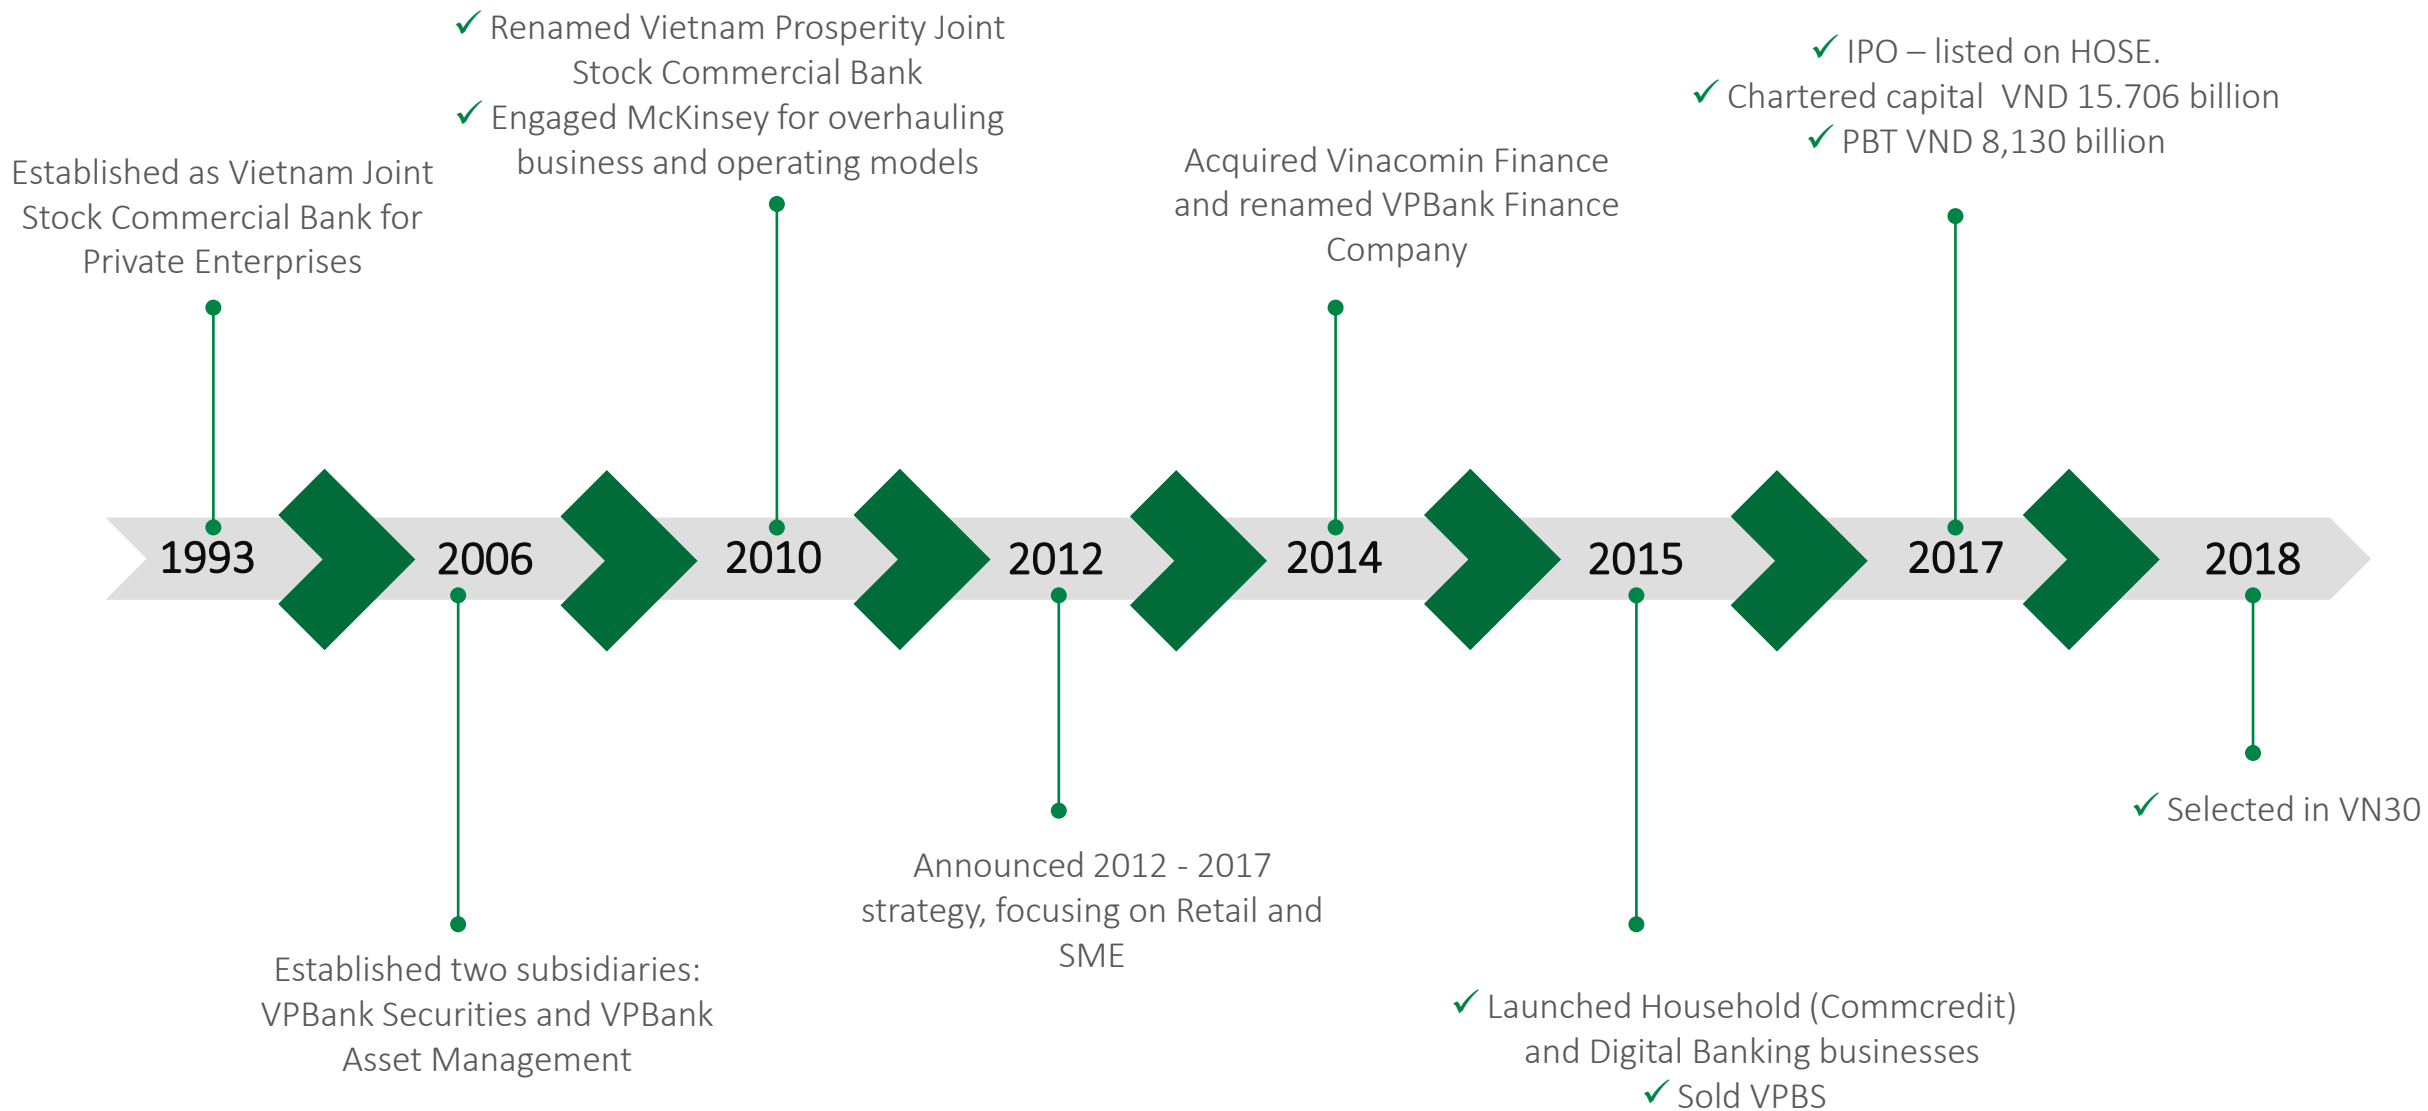 Established as Vietnam Joint
Stock Commercial Bank for
Private Enterprises
✓ Renamed Vietnam Prosperity Joint
Stock Commercial Bank
✓ Engaged McKinsey for overhauling
business and operating models
Acquired Vinacomin Finance
and renamed VPBank Finance
Company
✓ IPO – listed on HOSE.
✓ Chartered capital  VND 15.706 billion
✓ PBT VND 8,130 billion
1993
2006
2010
2012
2014
2015
2017
2018
Established two subsidiaries:
VPBank Securities and VPBank
Asset Management
Announced 2012 - 2017
strategy, focusing on Retail and
SME
✓ Launched Household (Commcredit)
and Digital Banking businesses
✓ Sold VPBS
✓ Selected in VN30